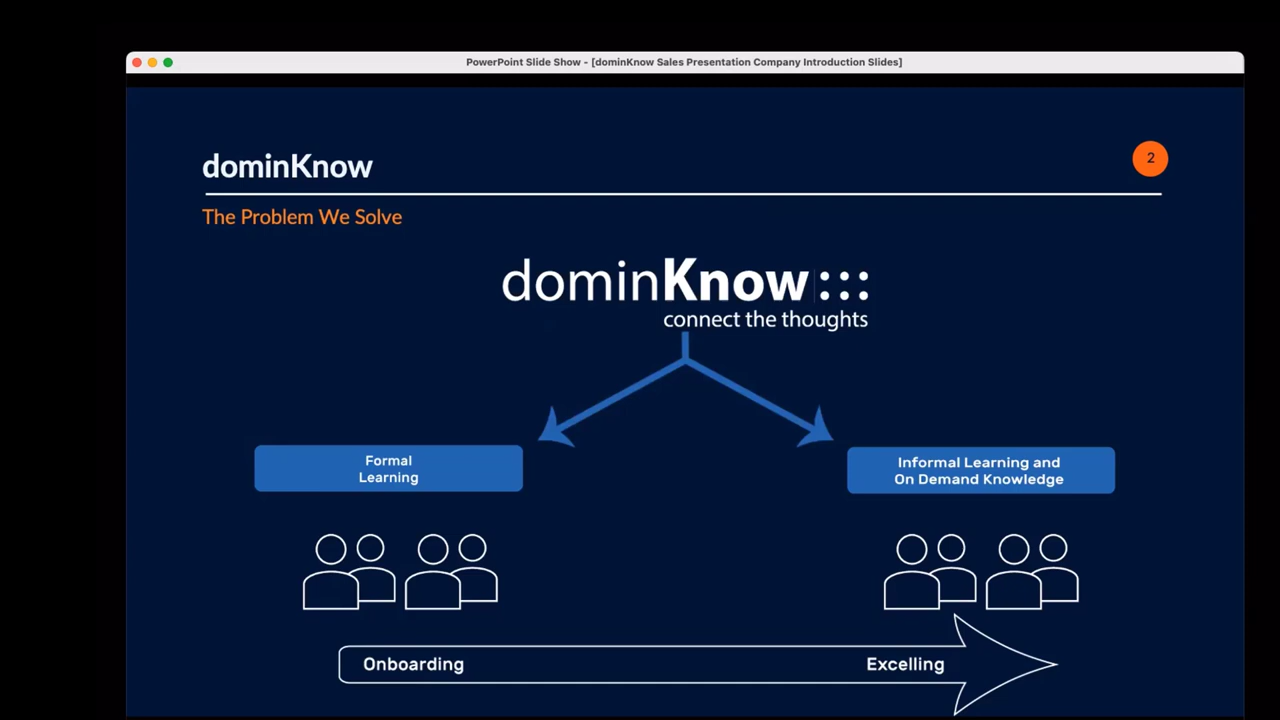 PowerPoint Slide Show - [dominKnow Sales Presentation Company Introduction Slides]
dominKnow
2
The Problem We Solve
dominKnow
connect the thoughts
Formal
Learning
Informal Learning and
On Demand Knowledge
Onboarding
Excelling